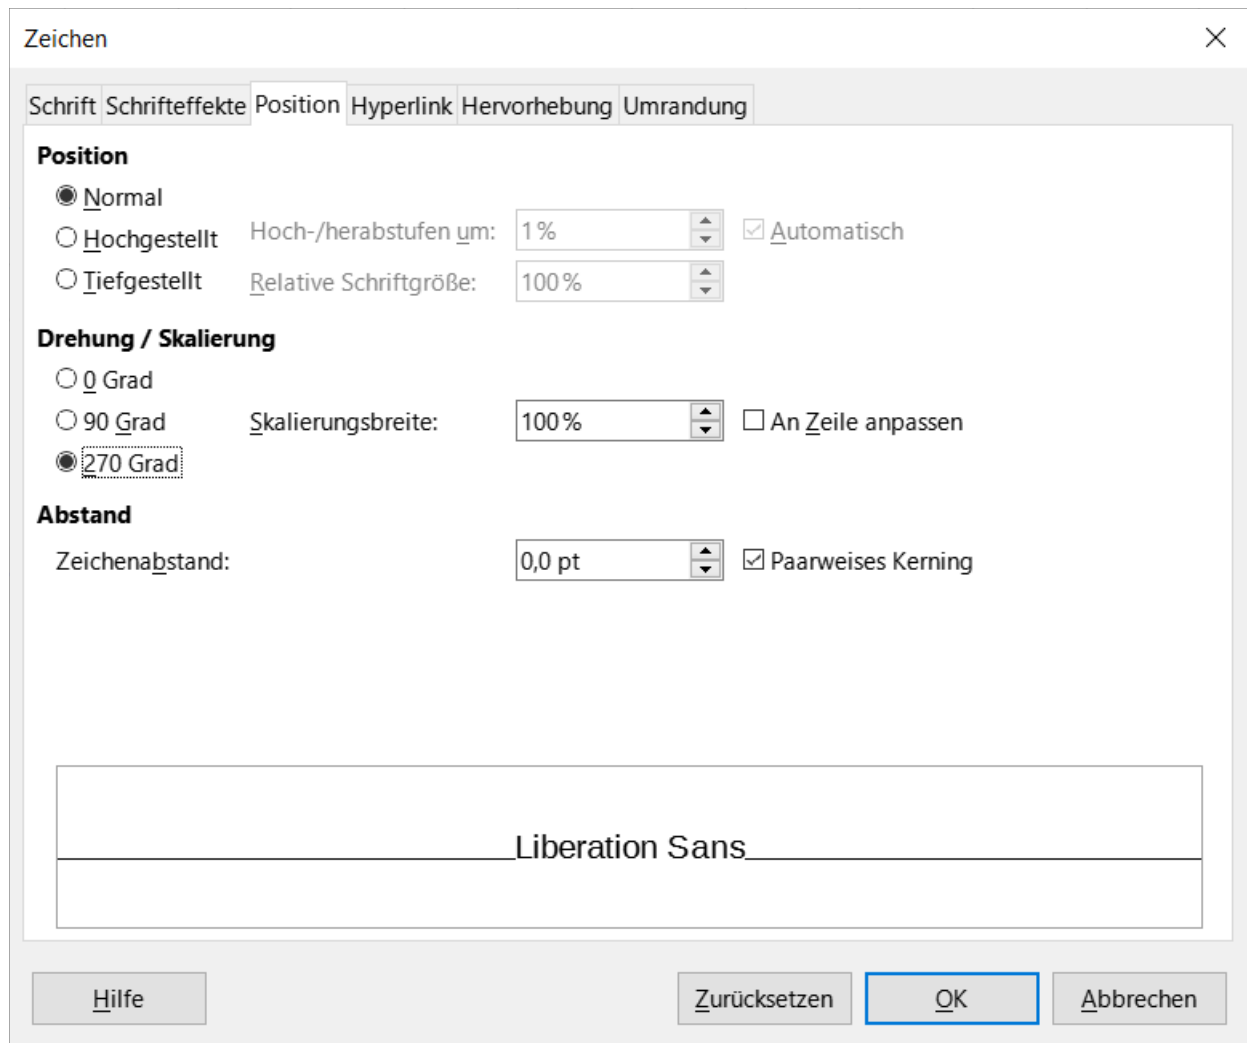 Zeichen
Schrift Schrifteffekte Position Hyperlink Hervorhebung Umrandung
Position
Normal
Hochgestellt Hoch-/herabstufen um: 1% Automatisch
Tiefgestellt Relative Schriftgröße: 100%
Drehung / Skalierung
0 Grad
90 Grad Skalierungsbreite: 100% An Zeile anpassen
270 Grad
Abstand
Zeichenabstand: 0,0 pt Paarweises Kerning
Liberation Sans
Hilfe Zurücksetzen OK Abbrechen